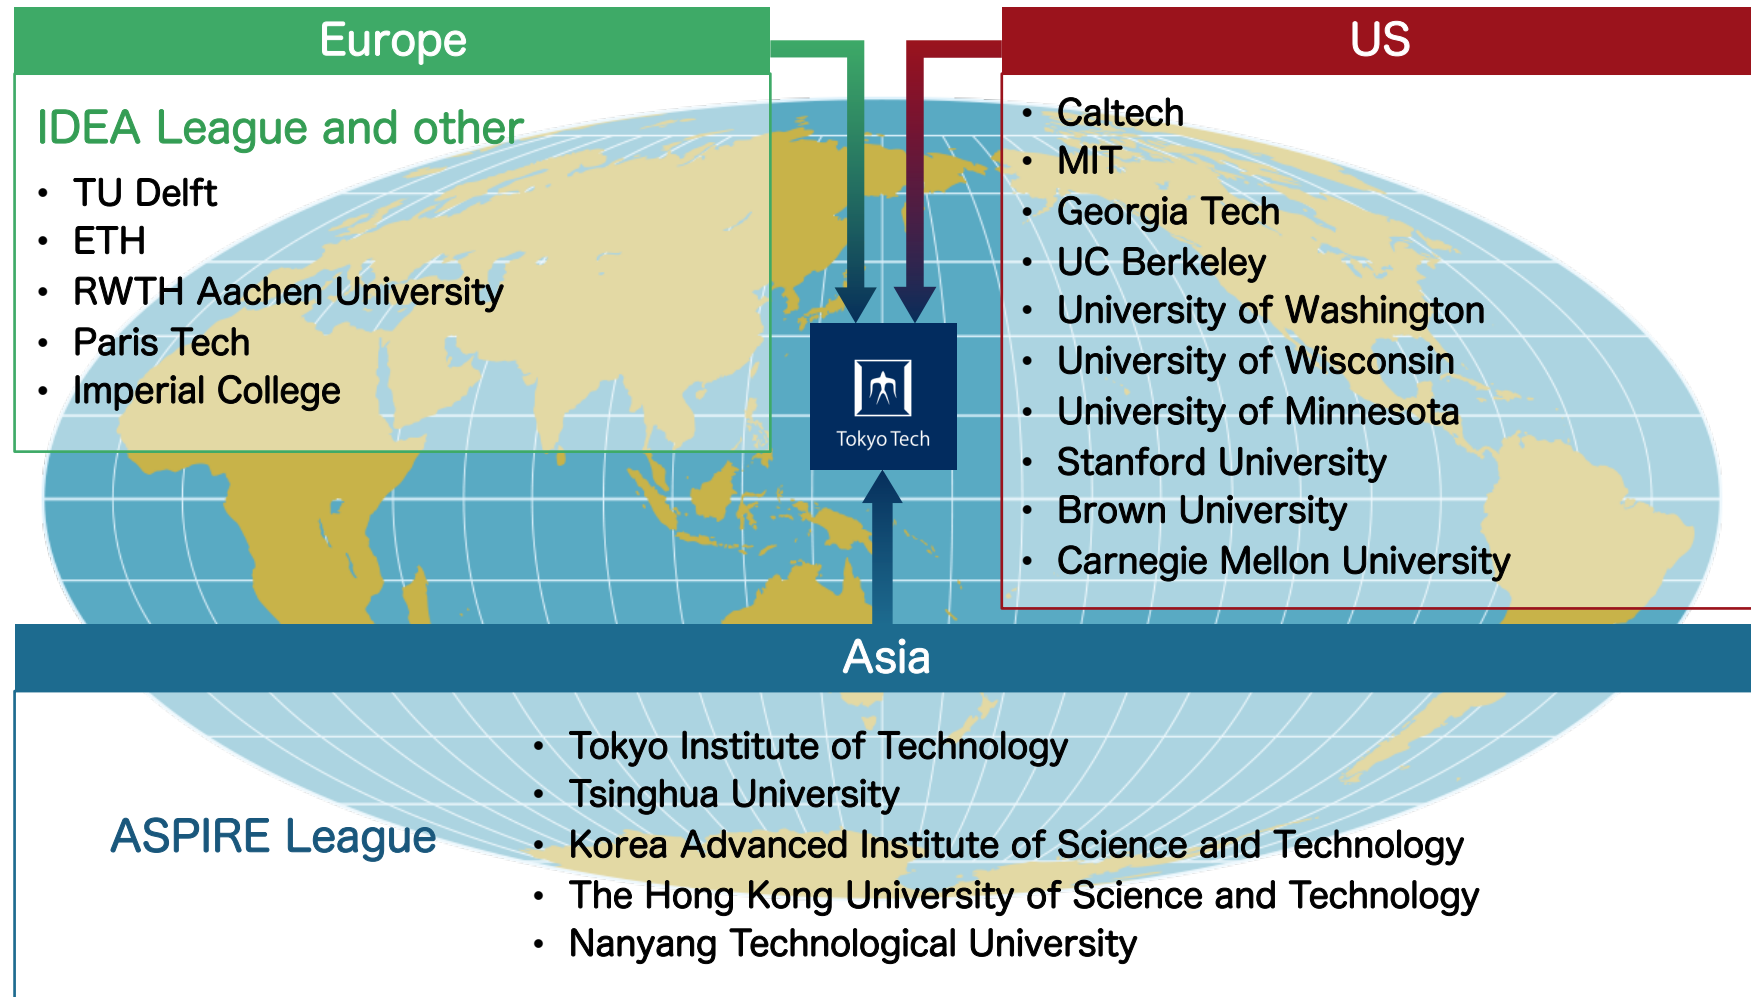 Europe
IDEA League and other
• TU Delft
• ETH
• RWTH Aachen University
• Paris Tech
• Imperial College
US
• Caltech
• MIT
• Georgia Tech
• UC Berkeley
• University of Washington
• University of Wisconsin
• University of Minnesota
• Stanford University
• Brown University
• Carnegie Mellon University
Tokyo Tech
Asia
ASPIRE League
• Tokyo Institute of Technology
• Tsinghua University
• Korea Advanced Institute of Science and Technology
• The Hong Kong University of Science and Technology
• Nanyang Technological University